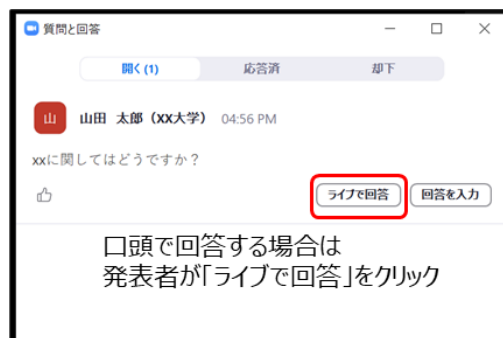 質問と回答
開く(1) 応答済 却下
山 山田 太郎（XX大学） 04:56 PM
xxに関してはどうですか？
ライブで回答 回答を入力
口頭で回答する場合は
発表者が「ライブで回答」をクリック